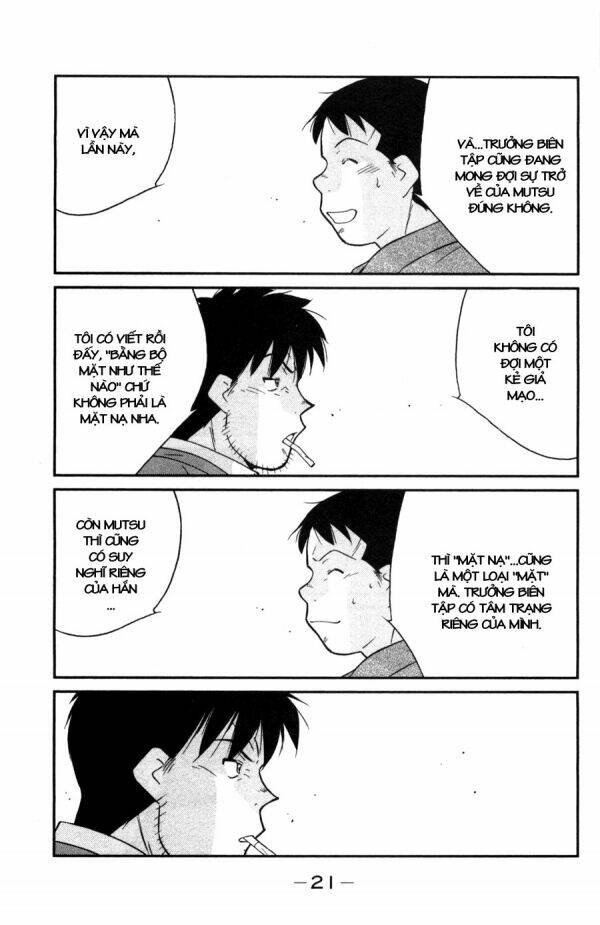 VÀ...TRƯỞNG BIÊN
TẬP CŨNG ĐANG
MONG ĐỢI SỰ TRỞ
VỀ CỦA MUTSU
ĐÚNG KHÔNG.
VÌ VẬY MÀ
LẦN NÀY,
TÔI
KHÔNG CÓ
ĐỢI MỘT
KẺ GIẢ
MẠO...
TÔI CÓ VIẾT RỒI
ĐẤY, "BẰNG BỘ
MẶT NHƯ THẾ
NÀO" CHỨ
KHÔNG PHẢI LÀ
MẶT NẠ NHA.
THÌ "MẶT NẠ"...CŨNG
LÀ MỘT LOẠI "MẶT"
MÀ. TRƯỞNG BIÊN
TẬP CÓ TÂM TRẠNG
RIÊNG CỦA MÌNH.
CÒN MUTSU
THÌ CŨNG
CÓ SUY
NGHĨ RIÊNG
CỦA HẮN
...
－21－